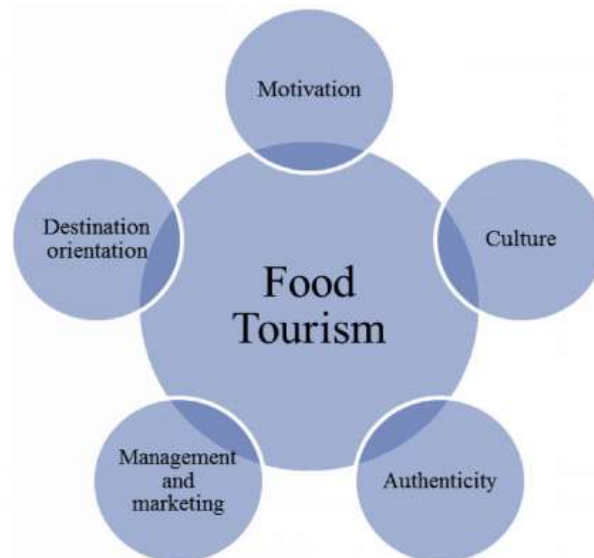 Motivation
Destination
orientation
Culture
Food
Tourism
Management
and
marketing
Authenticity